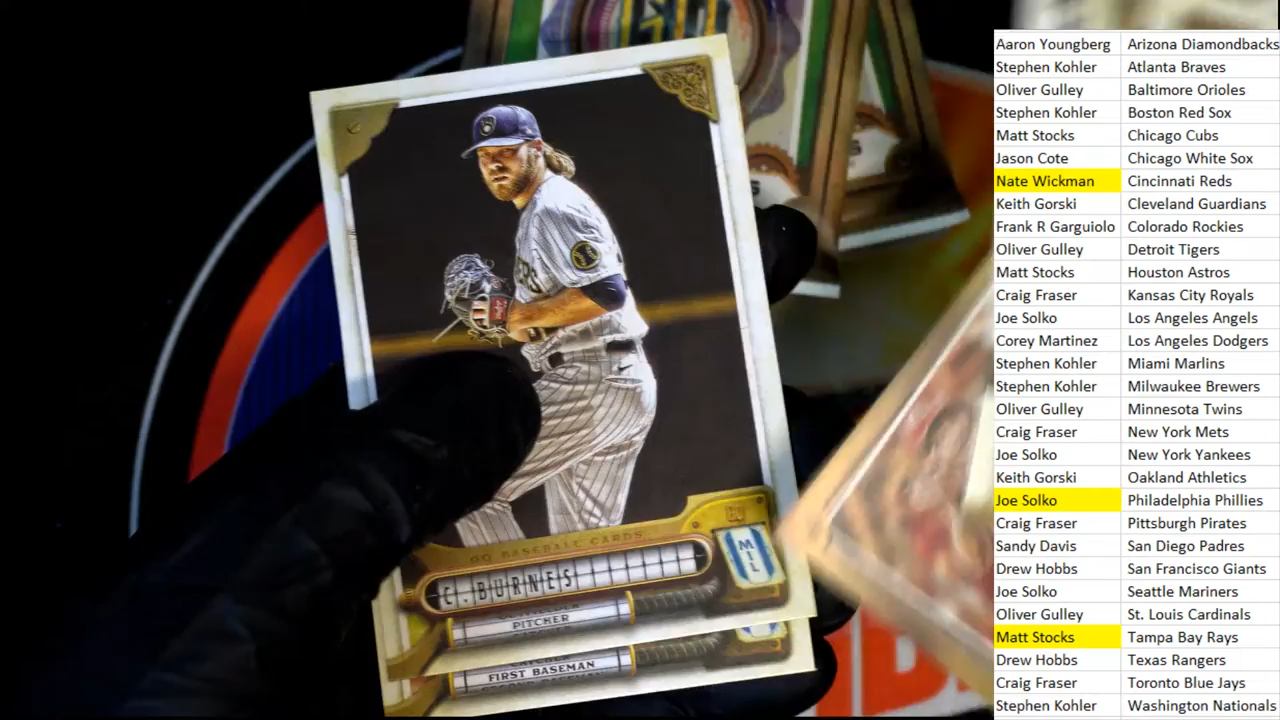 GQ BASEBALL CARDS
C. BURNES
MIL
PITCHER
FIRST BASEMAN
Aaron Youngberg Arizona Diamondbacks
Stephen Kohler Atlanta Braves
Oliver Gulley Baltimore Orioles
Stephen Kohler Boston Red Sox
Matt Stocks Chicago Cubs
Jason Cote Chicago White Sox
Nate Wickman Cincinnati Reds
Keith Gorski Cleveland Guardians
Frank R Garguiolo Colorado Rockies
Oliver Gulley Detroit Tigers
Matt Stocks Houston Astros
Craig Fraser Kansas City Royals
Joe Solko Los Angeles Angels
Corey Martinez Los Angeles Dodgers
Stephen Kohler Miami Marlins
Stephen Kohler Milwaukee Brewers
Oliver Gulley Minnesota Twins
Craig Fraser New York Mets
Joe Solko New York Yankees
Keith Gorski Oakland Athletics
Joe Solko Philadelphia Phillies
Craig Fraser Pittsburgh Pirates
Sandy Davis San Diego Padres
Drew Hobbs San Francisco Giants
Joe Solko Seattle Mariners
Oliver Gulley St. Louis Cardinals
Matt Stocks Tampa Bay Rays
Drew Hobbs Texas Rangers
Craig Fraser Toronto Blue Jays
Stephen Kohler Washington Nationals